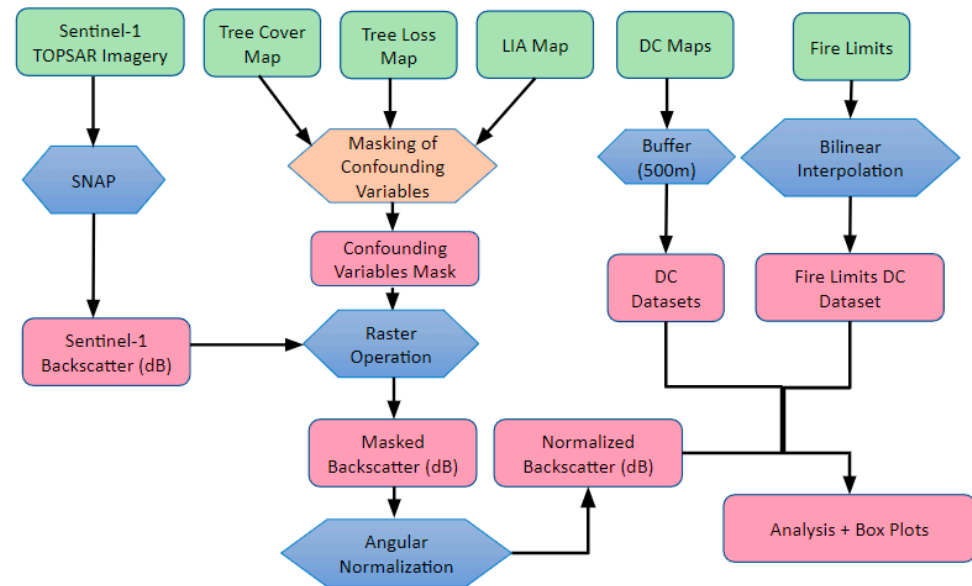 Sentinel-1
TOPSAR Imagery
Tree Cover
Map
Tree Loss
Map
LIA Map
DC Maps
Fire Limits
SNAP
Masking of
Confounding
Variables
Buffer
(500m)
Bilinear
Interpolation
Confounding
Variables Mask
DC
Datasets
Fire Limits DC
Dataset
Sentinel-1
Backscatter (dB)
Raster
Operation
Masked
Backscatter (dB)
Normalized
Backscatter (dB)
Angular
Normalization
Analysis + Box Plots